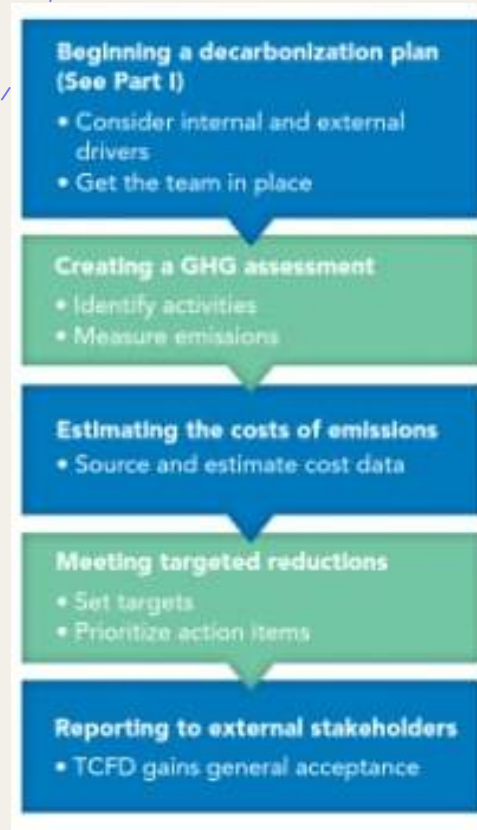 Beginning a decarbonization plan
(See Part I)
• Consider internal and external
drivers
• Get the team in place
Creating a GHG assessment
• Identify activities
• Measure emissions
Estimating the costs of emissions
• Source and estimate cost data
Meeting targeted reductions
• Set targets
• Prioritize action items
Reporting to external stakeholders
• TCFD gains general acceptance